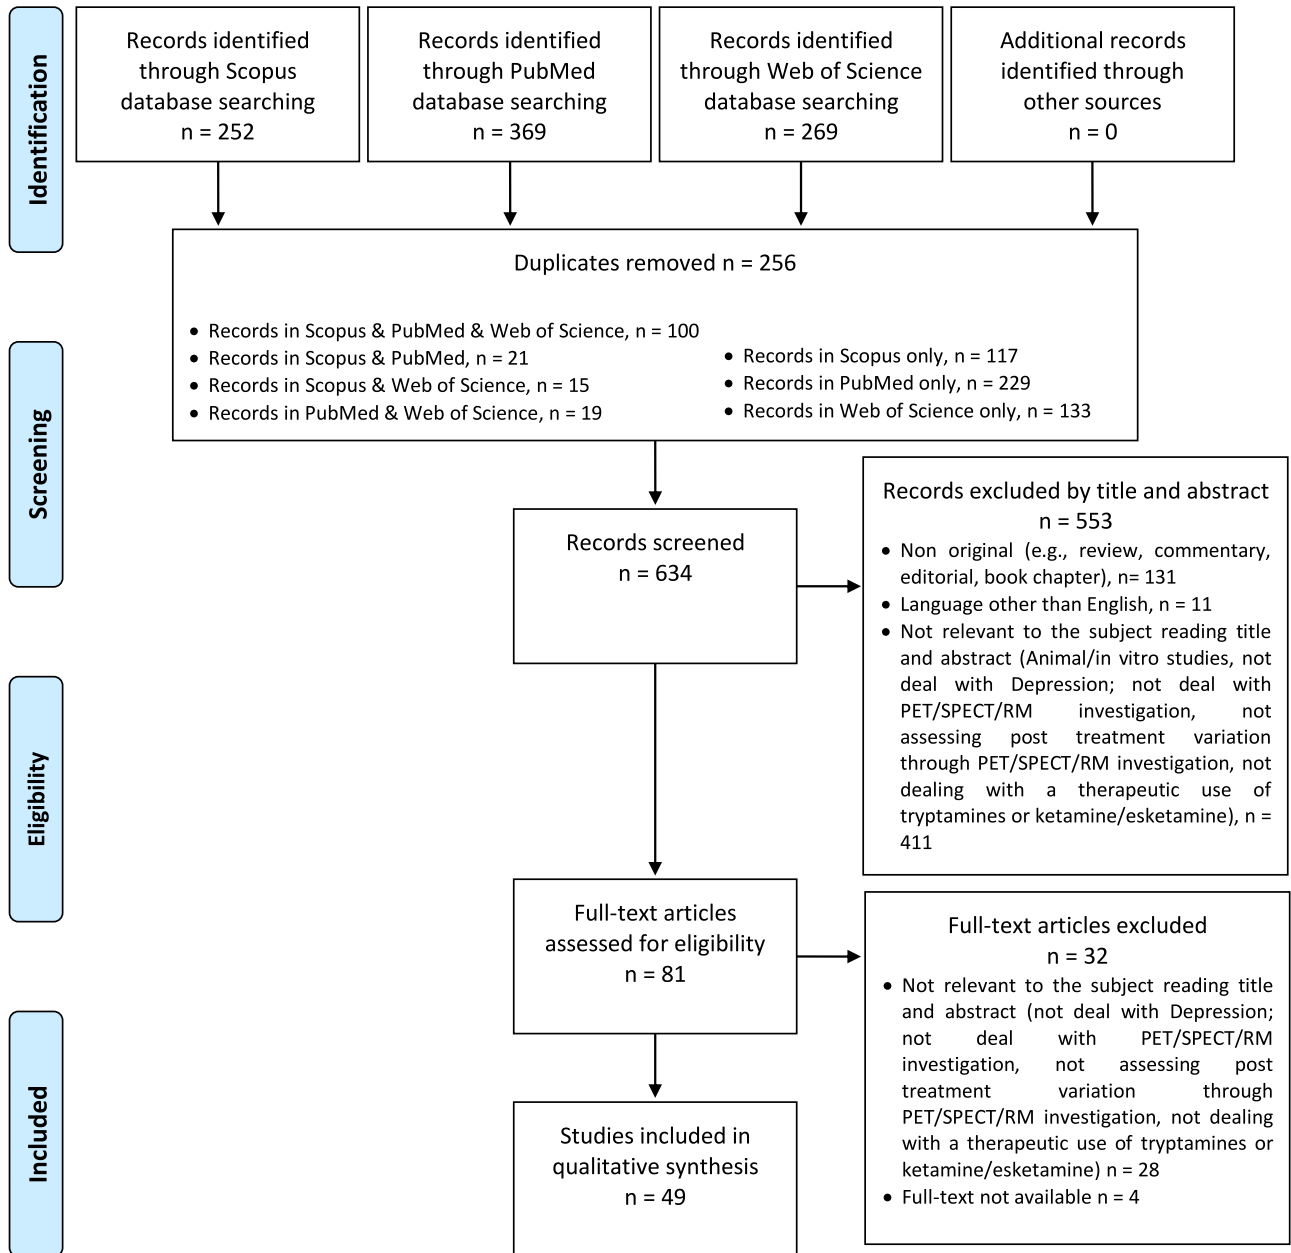 Identification
Records identified
through Scopus
database searching
n = 252
Records identified
through PubMed
database searching
n = 369
Records identified
through Web of Science
database searching
n = 269
Additional records
identified through
other sources
n = 0
Duplicates removed n = 256
• Records in Scopus & PubMed & Web of Science, n = 100
• Records in Scopus & PubMed, n = 21
• Records in Scopus & Web of Science, n = 15
• Records in PubMed & Web of Science, n = 19
• Records in Scopus only, n = 117
• Records in PubMed only, n = 229
• Records in Web of Science only, n = 133
Screening
Records screened
n = 634
Records excluded by title and abstract
n = 553
• Non original (e.g., review, commentary,
editorial, book chapter), n= 131
• Language other than English, n = 11
• Not relevant to the subject reading title
and abstract (Animal/in vitro studies, not
deal with Depression; not deal with
PET/SPECT/RM investigation, not
assessing post treatment variation
through PET/SPECT/RM investigation, not
dealing with a therapeutic use of
tryptamines or ketamine/esketamine), n =
411
Eligibility
Full-text articles
assessed for eligibility
n = 81
Full-text articles excluded
n = 32
• Not relevant to the subject reading title
and abstract (not deal with Depression;
not deal with PET/SPECT/RM
investigation, not assessing post
treatment variation through
PET/SPECT/RM investigation, not dealing
with a therapeutic use of tryptamines or
ketamine/esketamine) n = 28
• Full-text not available n = 4
Included
Studies included in
qualitative synthesis
n = 49